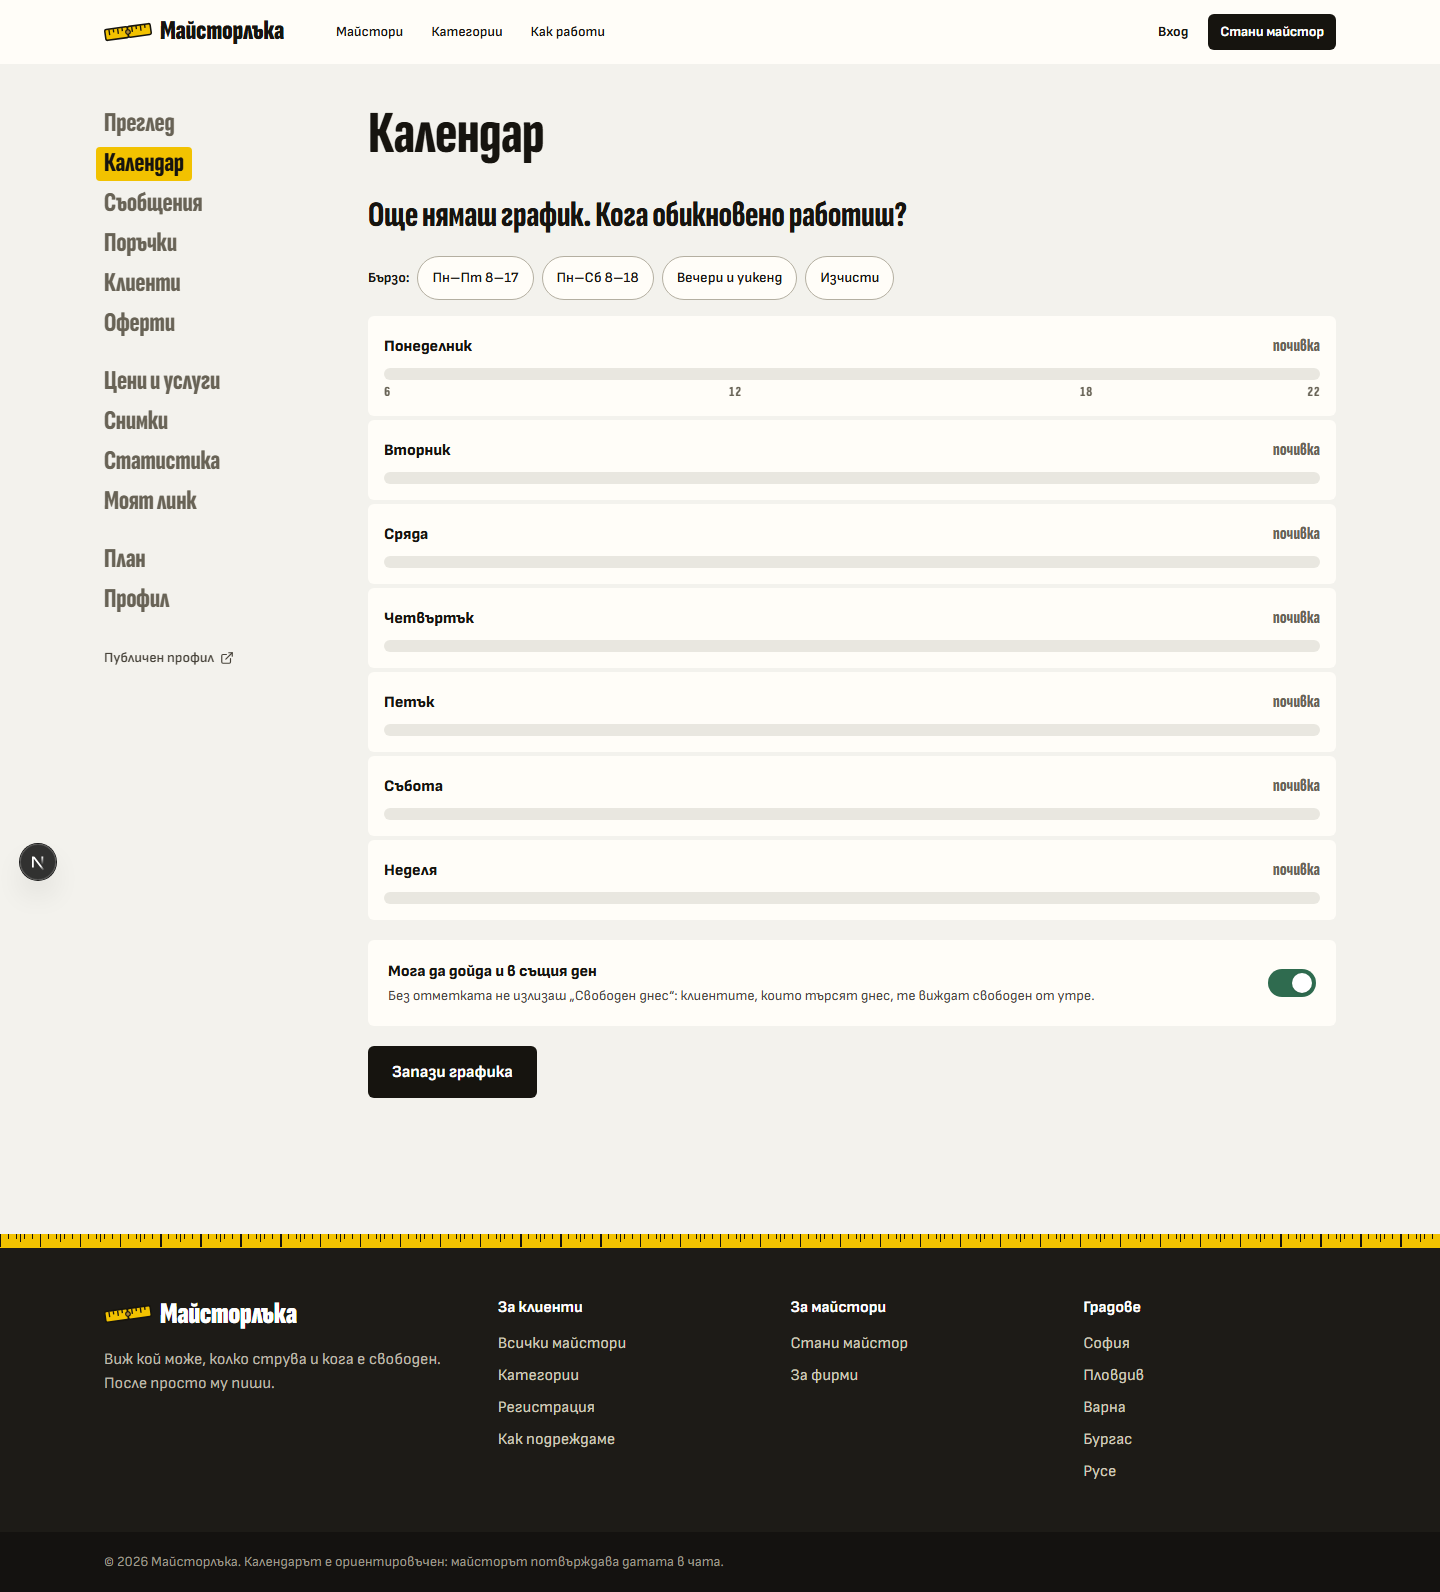 Майсторлъка
Майстори
Категории
Как работи
Вход
Стани майстор
Преглед
Календар
Съобщения
Поръчки
Клиенти
Оферти
Цени и услуги
Снимки
Статистика
Моят линк
План
Профил
Публичен профил
Календар
Още нямаш график. Кога обикновено работиш?
Бързо:
Пн–Пт 8–17
Пн–Сб 8–18
Вечери и уикенд
Изчисти
Понеделник
почивка
6 12 18 22
Вторник
почивка
Сряда
почивка
Четвъртък
почивка
Петък
почивка
Събота
почивка
Неделя
почивка
Мога да дойда и в същия ден
Без отметката не излизаш „Свободен днес“: клиентите, които търсят днес, те виждат свободен от утре.
Запази графика
N
Майсторлъка
Виж кой може, колко струва и кога е свободен.
После просто му пиши.
За клиенти
Всички майстори
Категории
Регистрация
Как подреждаме
За майстори
Стани майстор
За фирми
Градове
София
Пловдив
Варна
Бургас
Русе
© 2026 Майсторлъка. Календарът е ориентировъчен: майсторът потвърждава датата в чата.